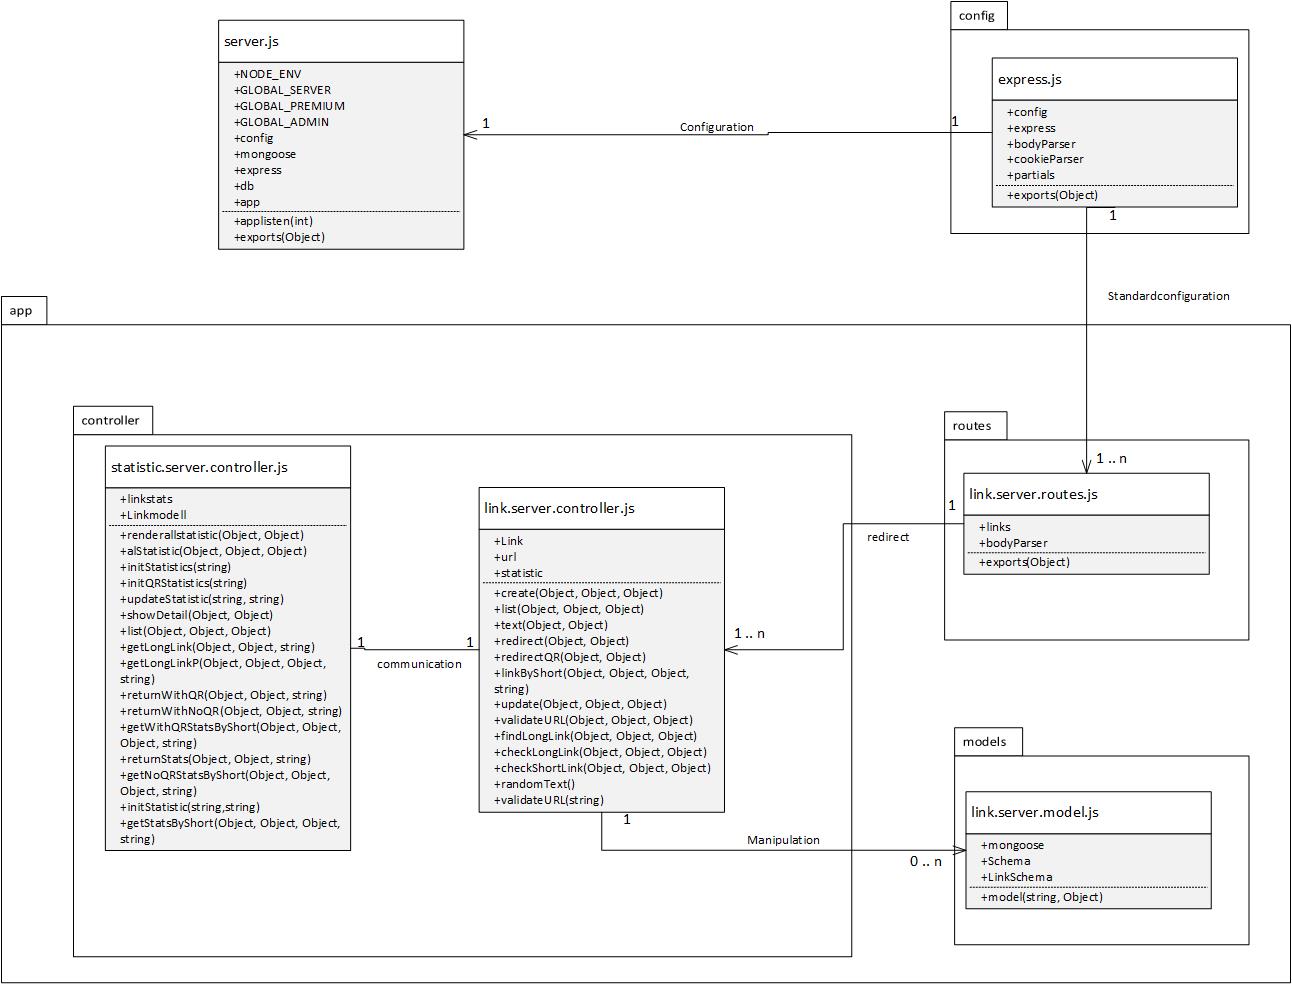 config
server.js
+NODE_ENV
+GLOBAL_SERVER
+GLOBAL_PREMIUM
+GLOBAL_ADMIN
+config
+mongoose
+express
+db
+app
+applisten(int)
+exports(Object)
1
Configuration
1
express.js
+config
+express
+bodyParser
+cookieParser
+partials
+exports(Object)
1
Standardconfiguration
1 .. n
app
controller
statistic.server.controller.js
+linkstats
+Linkmodell
+renderallstatistic(Object, Object)
+alStatistic(Object, Object, Object)
+initStatistics(string)
+initQRStatistics(string)
+updateStatistic(string, string)
+showDetail(Object, Object)
+list(Object, Object, Object)
+getLongLink(Object, Object, string)
+getLongLinkP(Object, Object, Object,
string)
+returnWithQR(Object, Object, string)
+returnWithNoQR(Object, Object, string)
+getWithQRStatsByShort(Object, Object,
Object, string)
+returnStats(Object, Object, string)
+getNoQRStatsByShort(Object, Object,
Object, string)
+initStatistic(string,string)
+getStatsByShort(Object, Object, Object,
string)
1
communication
1
link.server.controller.js
+Link
+url
+statistic
+create(Object, Object, Object)
+list(Object, Object, Object)
+text(Object, Object)
+redirect(Object, Object)
+redirectQR(Object, Object)
+linkByShort(Object, Object, Object,
string)
+update(Object, Object, Object)
+validateURL(Object, Object, Object)
+findLongLink(Object, Object, Object)
+checkLongLink(Object, Object, Object)
+checkShortLink(Object, Object, Object)
+randomText()
+validateURL(string)
1
Manipulation
0 .. n
1 .. n
redirect
1
routes
link.server.routes.js
+links
+bodyParser
+exports(Object)
models
link.server.model.js
+mongoose
+Schema
+LinkSchema
+model(string, Object)